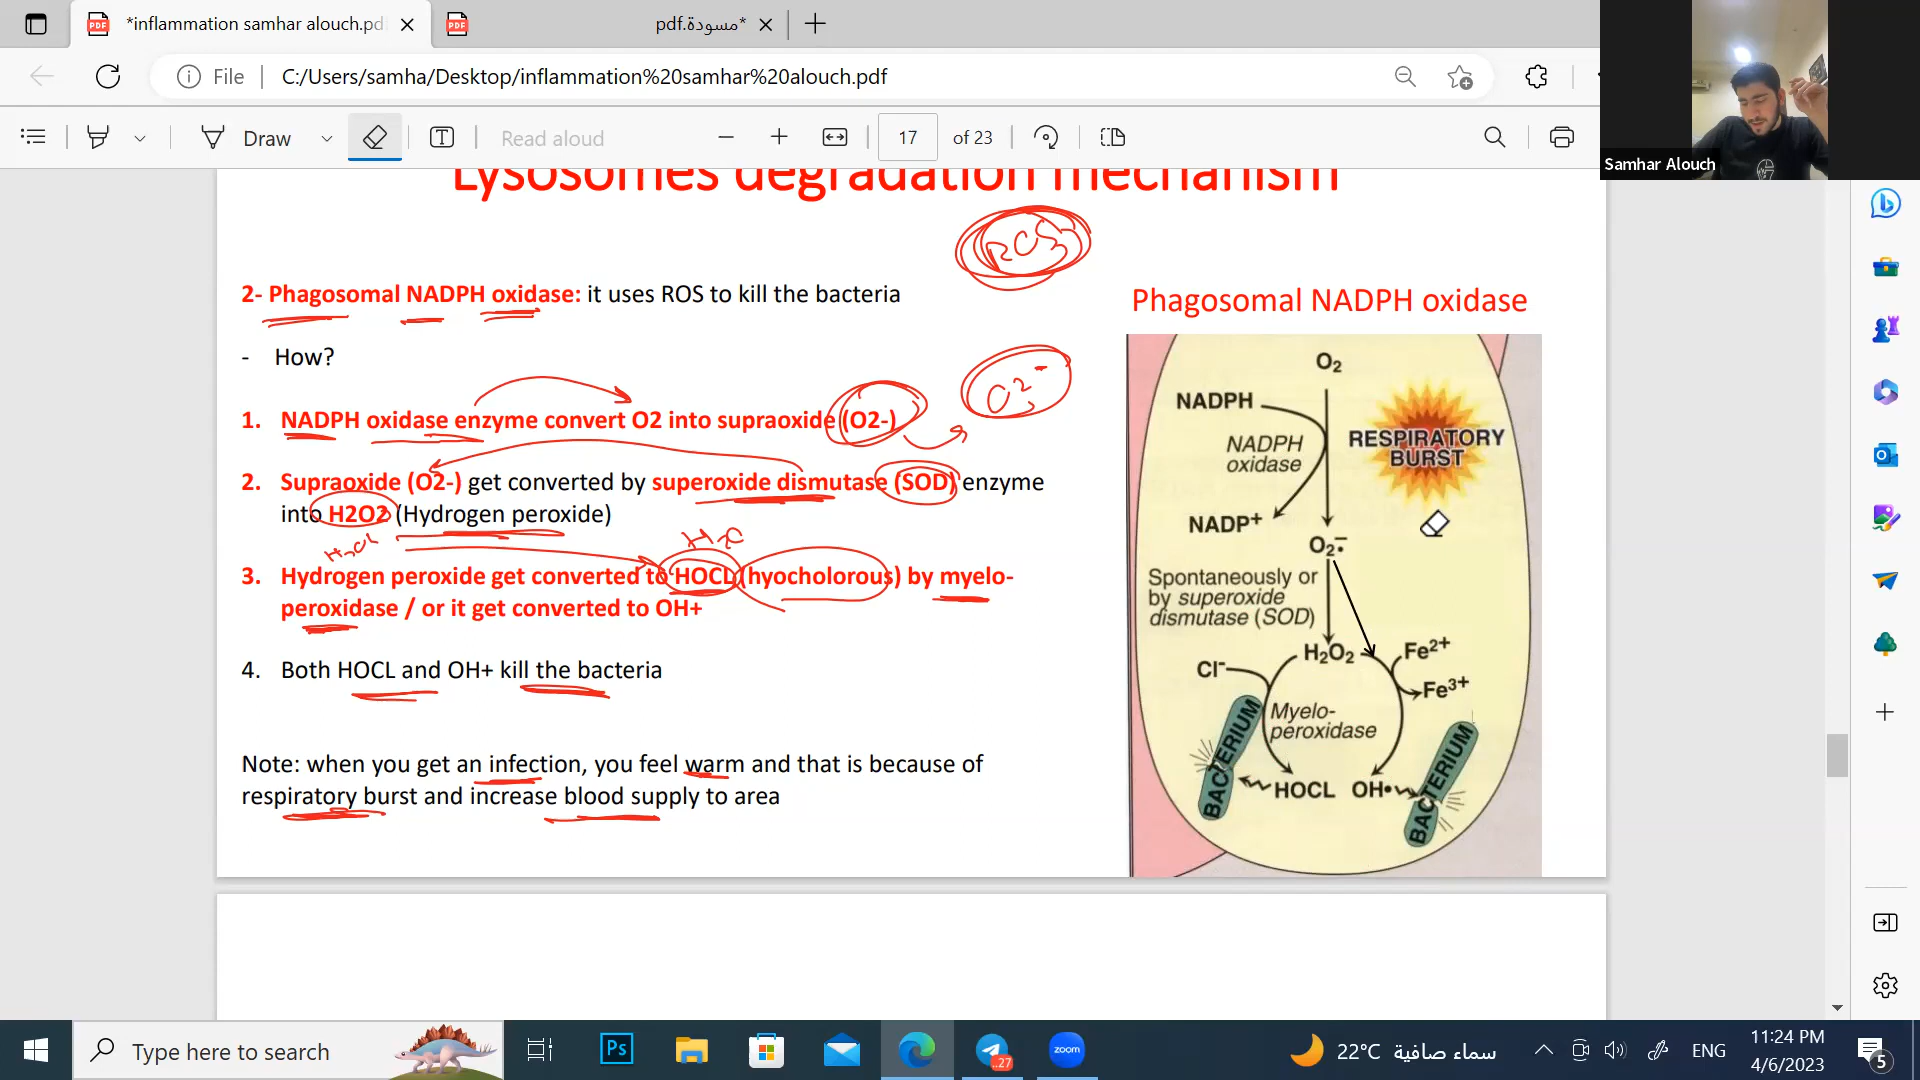 *inflammation samhar alouch.pd
*مسودة.pdf
File
C:/Users/samha/Desktop/inflammation%20samhar%20alouch.pdf
Draw
Read aloud
17
of 23
Samhar Alouch
Lysosomes degradation mechanism
2- Phagosomal NADPH oxidase: it uses ROS to kill the bacteria
Phagosomal NADPH oxidase
- How?
O2-
1. NADPH oxidase enzyme convert O2 into supraoxide (O2-)
2. Supraoxide (O2-) get converted by superoxide dismutase (SOD) enzyme
into H2O2 (Hydrogen peroxide)
3. Hydrogen peroxide get converted to HOCL (hyocholorous) by myelo-
peroxidase / or it get converted to OH+
4. Both HOCL and OH+ kill the bacteria
Note: when you get an infection, you feel warm and that is because of
respiratory burst and increase blood supply to area
O2
NADPH
NADPH
oxidase
RESPIRATORY
BURST
NADP+
O2-•
Spontaneously or
by superoxide
dismutase (SOD)
H2O2
Fe2+
Cl-
Fe3+
Myelo-
peroxidase
BACTERIUM
BACTERIUM
HOCL OH•
Type here to search
Ps
..27
zoom
22°C سماء صافية
ENG
11:24 PM
4/6/2023
5